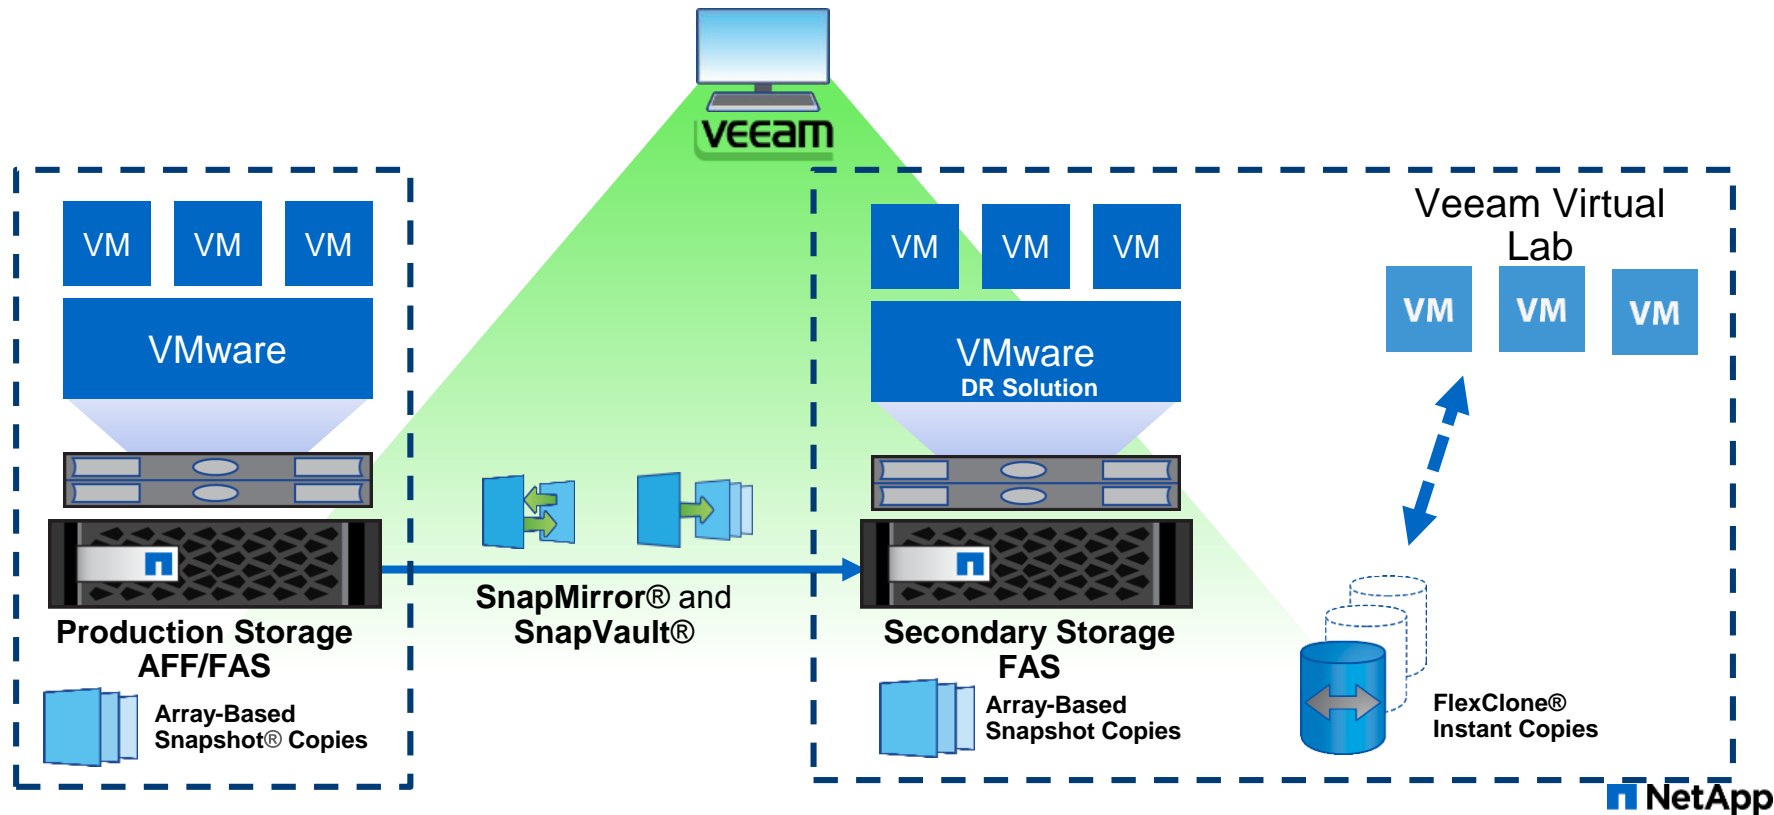 veeam
VM
VM
VM
VMware
Production Storage
AFF/FAS
Array-Based
Snapshot® Copies
SnapMirror® and
SnapVault®
VM
VM
VM
VMware
DR Solution
Secondary Storage
FAS
Array-Based
Snapshot Copies
Veeam Virtual
Lab
VM
VM
VM
FlexClone®
Instant Copies
NetApp